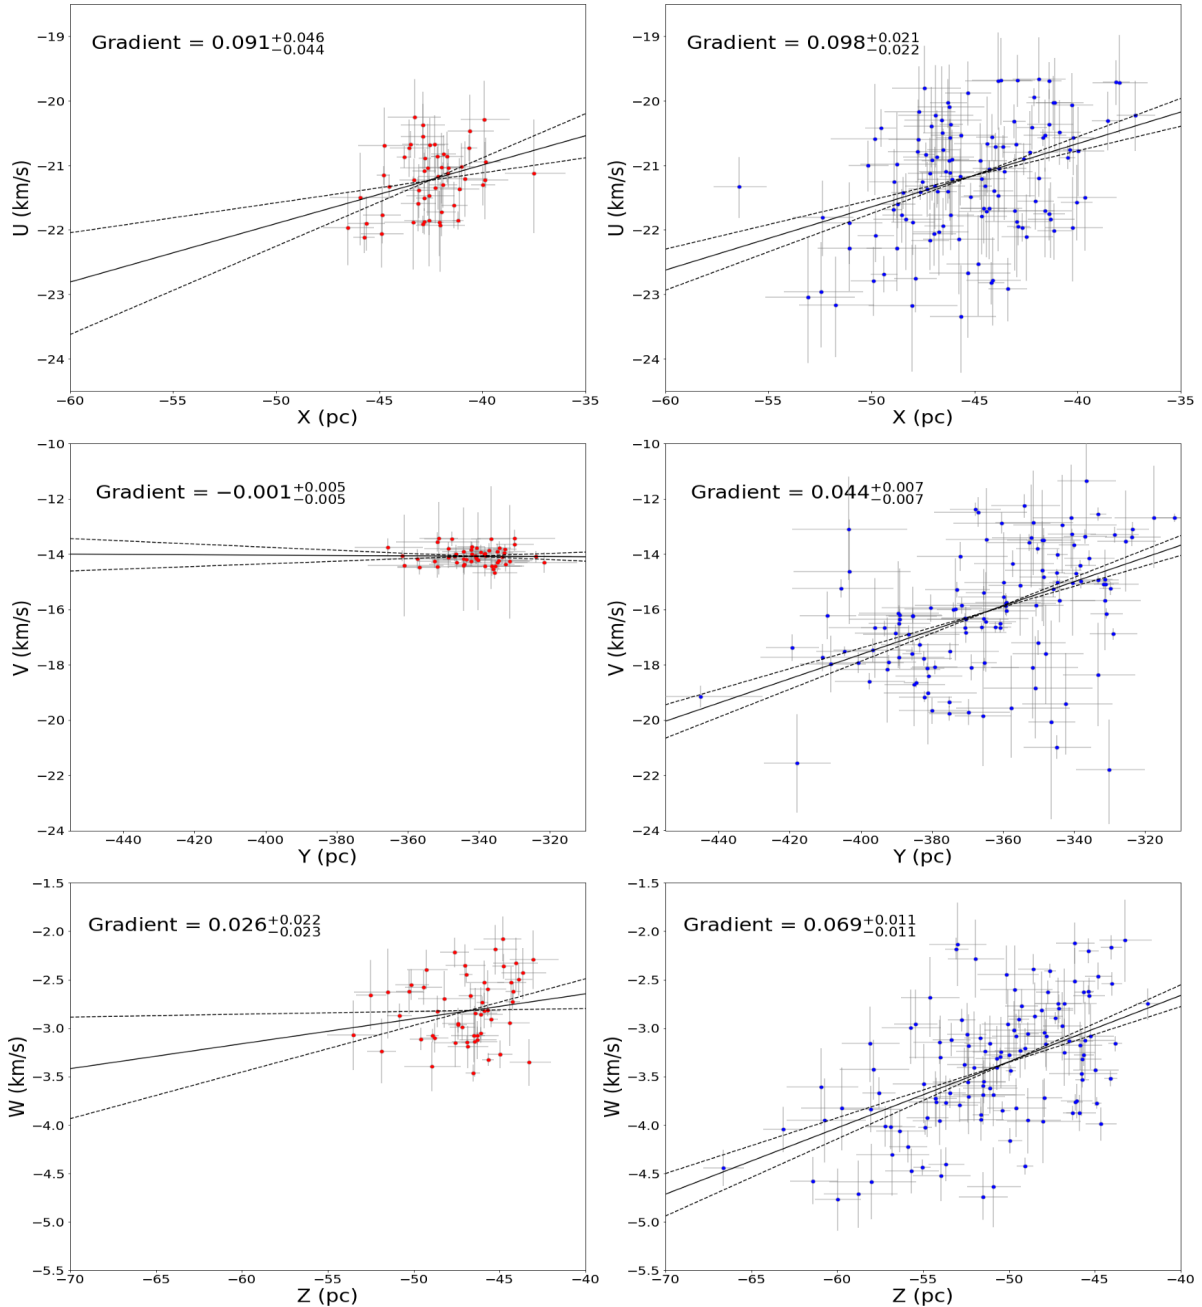 Gradient = 0.091 +0.046 −0.044
−19
−20
−21
−22
−23
−24
U (km/s)
−60 −55 −50 −45 −40 −35
X (pc)
Gradient = 0.098 +0.021 −0.022
−19
−20
−21
−22
−23
−24
U (km/s)
−60 −55 −50 −45 −40 −35
X (pc)
Gradient = −0.001 +0.005 −0.005
−10
−12
−14
−16
−18
−20
−22
−24
V (km/s)
−440 −420 −400 −380 −360 −340 −320
Y (pc)
Gradient = 0.044 +0.007 −0.007
−10
−12
−14
−16
−18
−20
−22
−24
V (km/s)
−440 −420 −400 −380 −360 −340 −320
Y (pc)
Gradient = 0.026 +0.022 −0.023
−1.5
−2.0
−2.5
−3.0
−3.5
−4.0
−4.5
−5.0
−5.5
W (km/s)
−70 −65 −60 −55 −50 −45 −40
Z (pc)
Gradient = 0.069 +0.011 −0.011
−1.5
−2.0
−2.5
−3.0
−3.5
−4.0
−4.5
−5.0
−5.5
W (km/s)
−70 −65 −60 −55 −50 −45 −40
Z (pc)